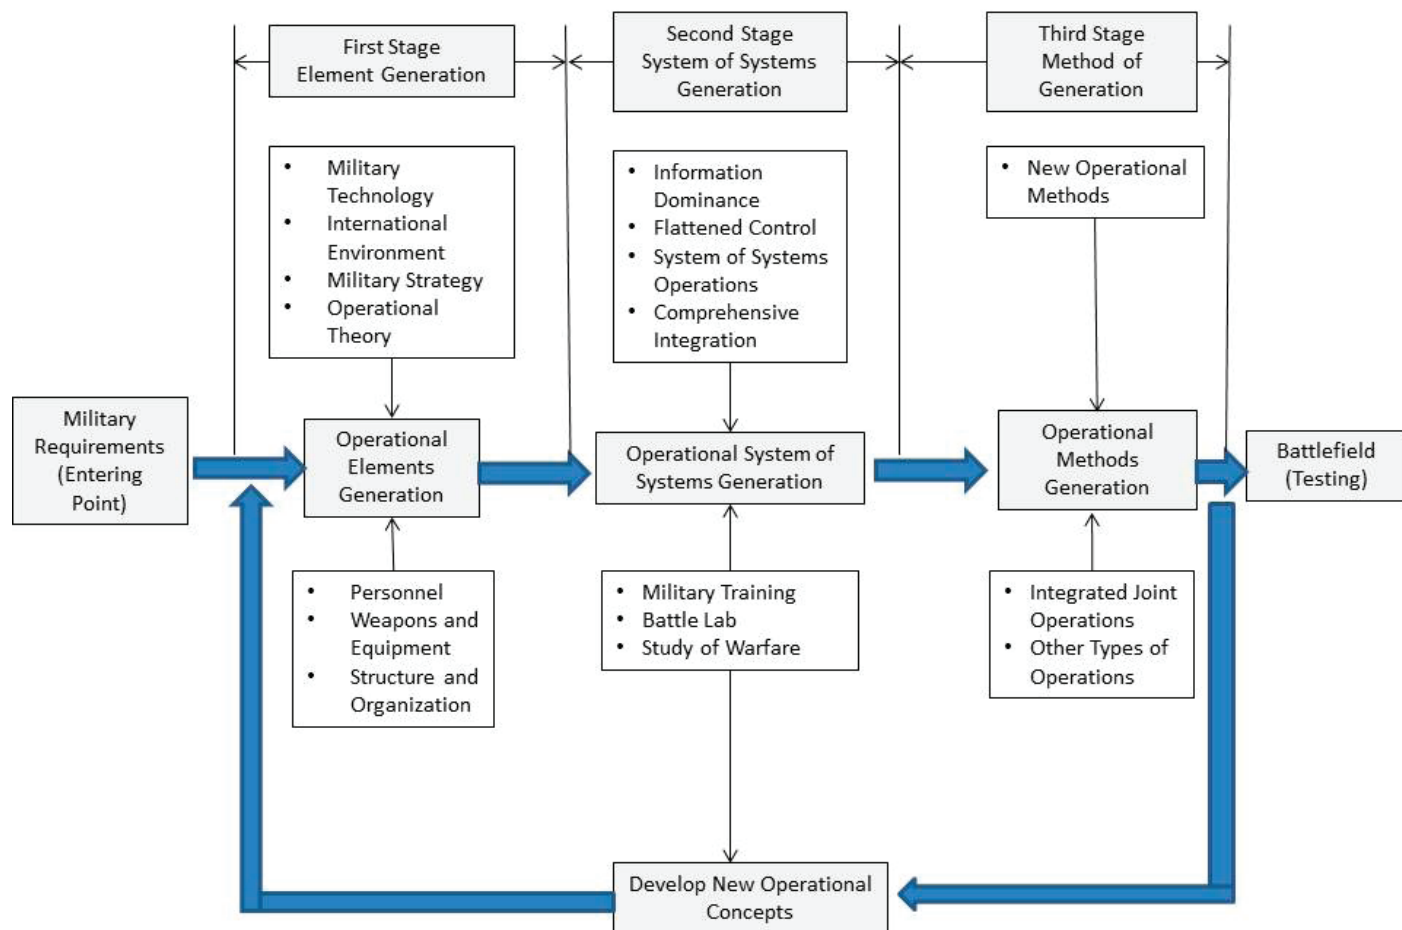 First Stage
Element Generation
Second Stage
System of Systems
Generation
Third Stage
Method of
Generation
• Military
Technology
• International
Environment
• Military Strategy
• Operational
Theory
• Information
Dominance
• Flattened Control
• System of Systems
Operations
• Comprehensive
Integration
• New Operational
Methods
Military
Requirements
(Entering
Point)
Operational
Elements
Generation
Operational System of
Systems Generation
Operational
Methods
Generation
Battlefield
(Testing)
• Personnel
• Weapons and
Equipment
• Structure and
Organization
• Military Training
• Battle Lab
• Study of Warfare
• Integrated Joint
Operations
• Other Types of
Operations
Develop New Operational
Concepts